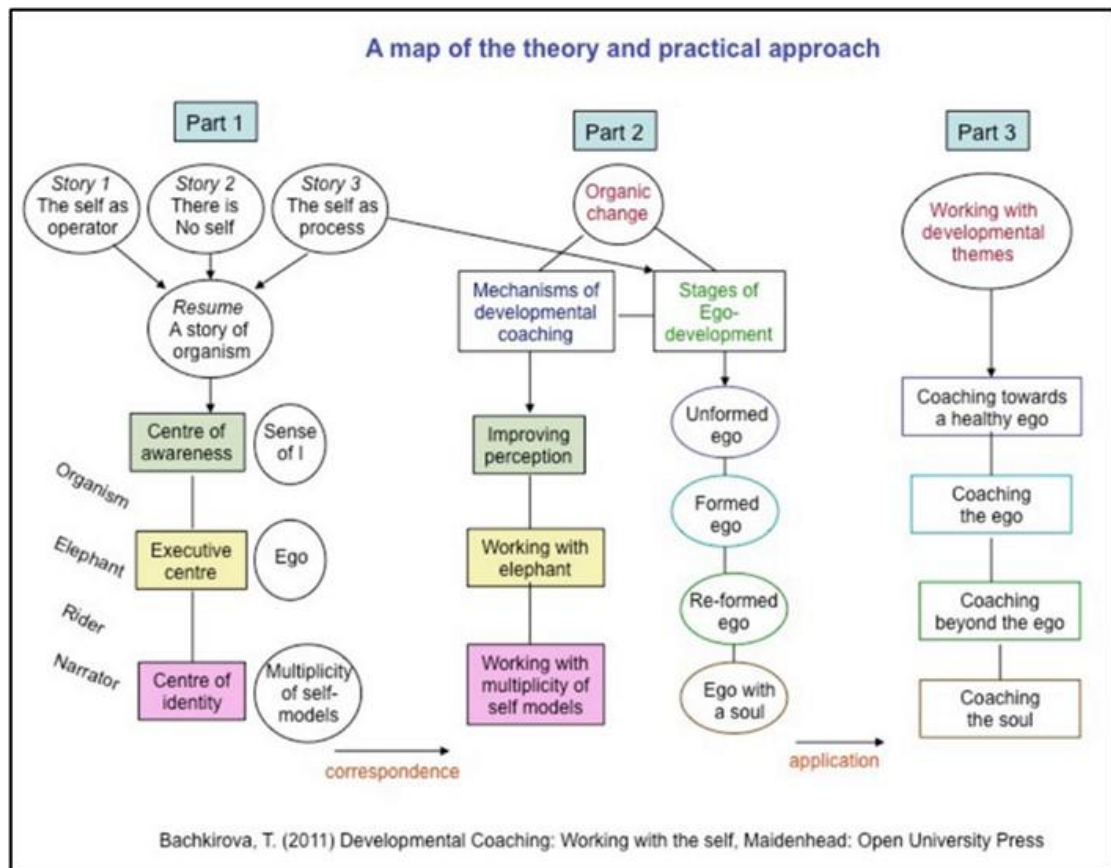 A map of the theory and practical approach
Part 1
Part 2
Part 3
Story 1
The self as
operator
Story 2
There is
No self
Story 3
The self as
process
Resume
A story of
organism
Centre of
awareness
Sense
of I
Executive
centre
Ego
Centre of
identity
Multiplicity
of self-
models
Organism
Elephant
Rider
Narrator
correspondence
Organic
change
Mechanisms of
developmental
coaching
Stages of
Ego-
development
Improving
perception
Working with
elephant
Working with
multiplicity of
self models
Unformed
ego
Formed
ego
Re-formed
ego
Ego with
a soul
application
Working with
developmental
themes
Coaching towards
a healthy ego
Coaching
the ego
Coaching
beyond the ego
Coaching
the soul
Bachkirova, T. (2011) Developmental Coaching: Working with the self, Maidenhead: Open University Press